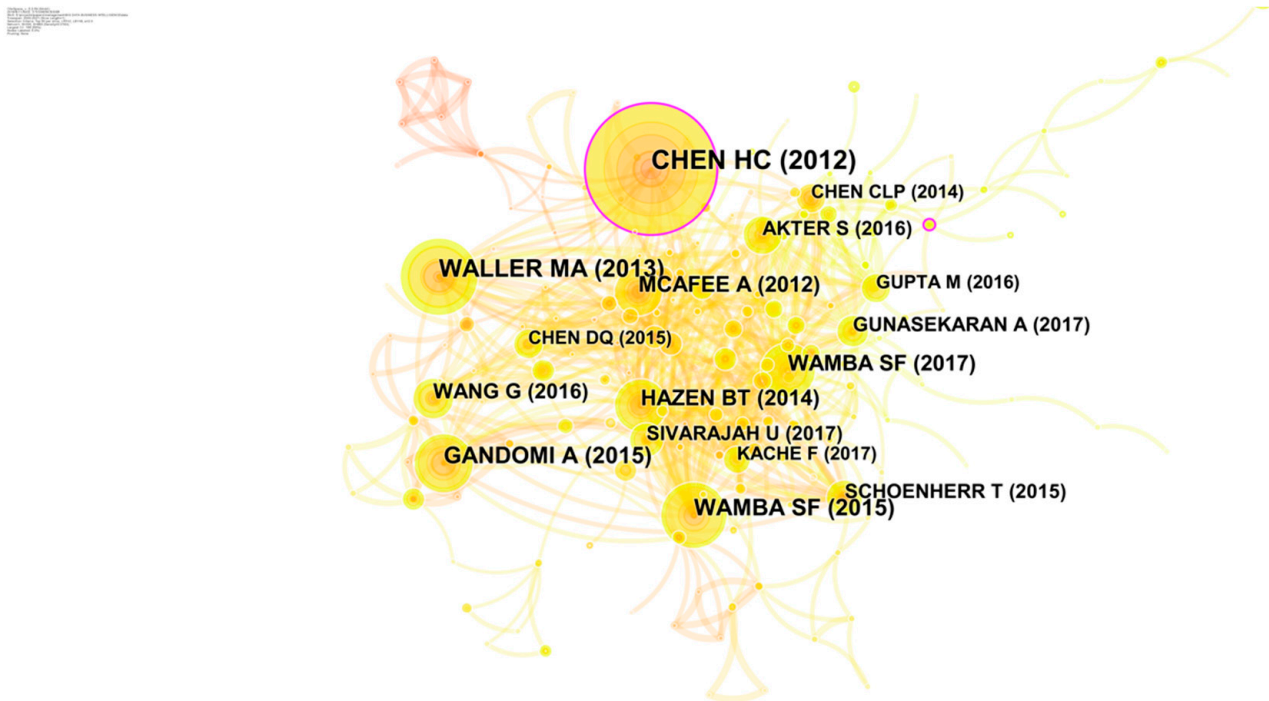 CHEN HC (2012)
CHEN CLP (2014)
AKTER S (2016)
WALLER MA (2013)
MCAFEE A (2012)
GUPTA M (2016)
GUNASEKARAN A (2017)
CHEN DQ (2015)
WAMBA SF (2017)
WANG G (2016)
HAZEN BT (2014)
SIVARAJAH U (2017)
GANDOMI A (2015)
KACHE F (2017)
SCHOENHERR T (2015)
WAMBA SF (2015)